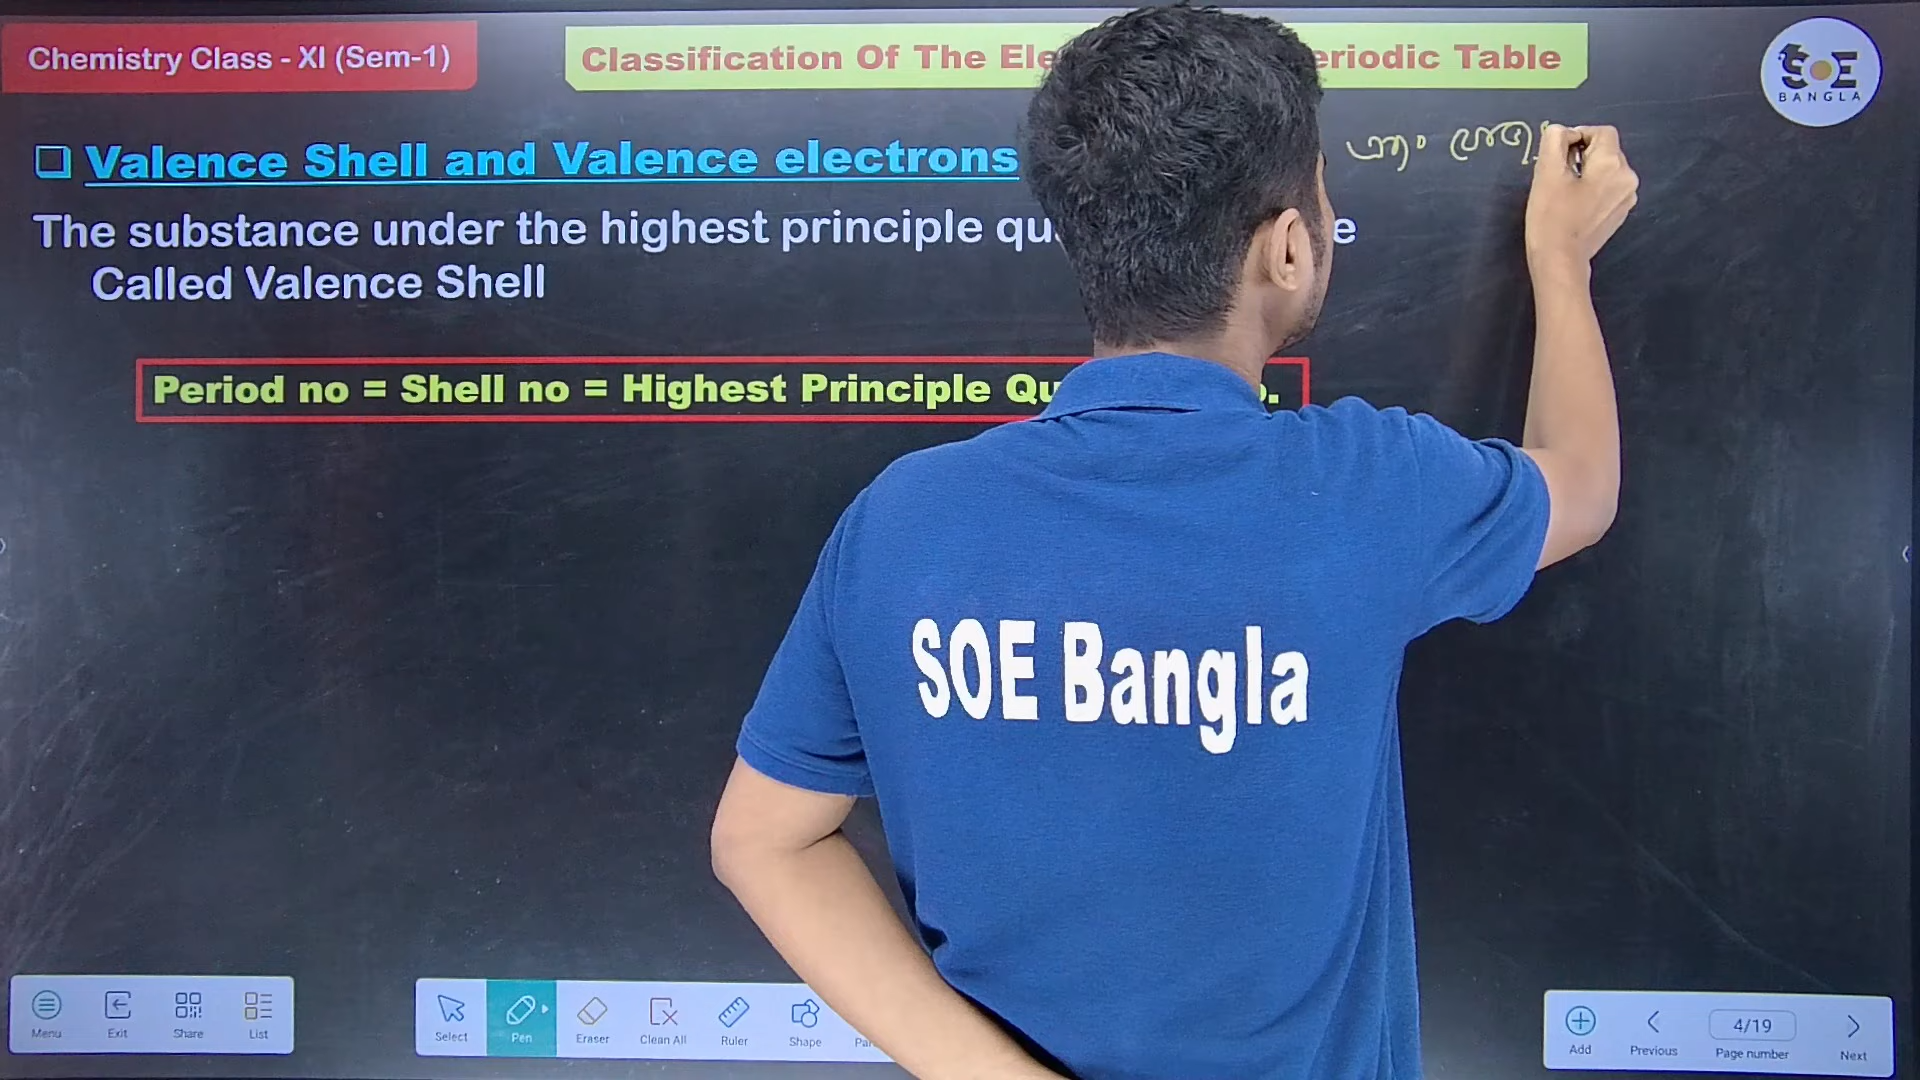 Chemistry Class - XI (Sem-1)
Classification Of The Ele eriodic Table
SOE
BANGLA
Valence Shell and Valence electrons
The substance under the highest principle qu e
Called Valence Shell
Period no = Shell no = Highest Principle Qu o.
SOE Bangla
Menu
Exit
Share
List
Select
Pen
Eraser
Clean All
Ruler
Shape
Add
Previous
4/19
Page number
Next